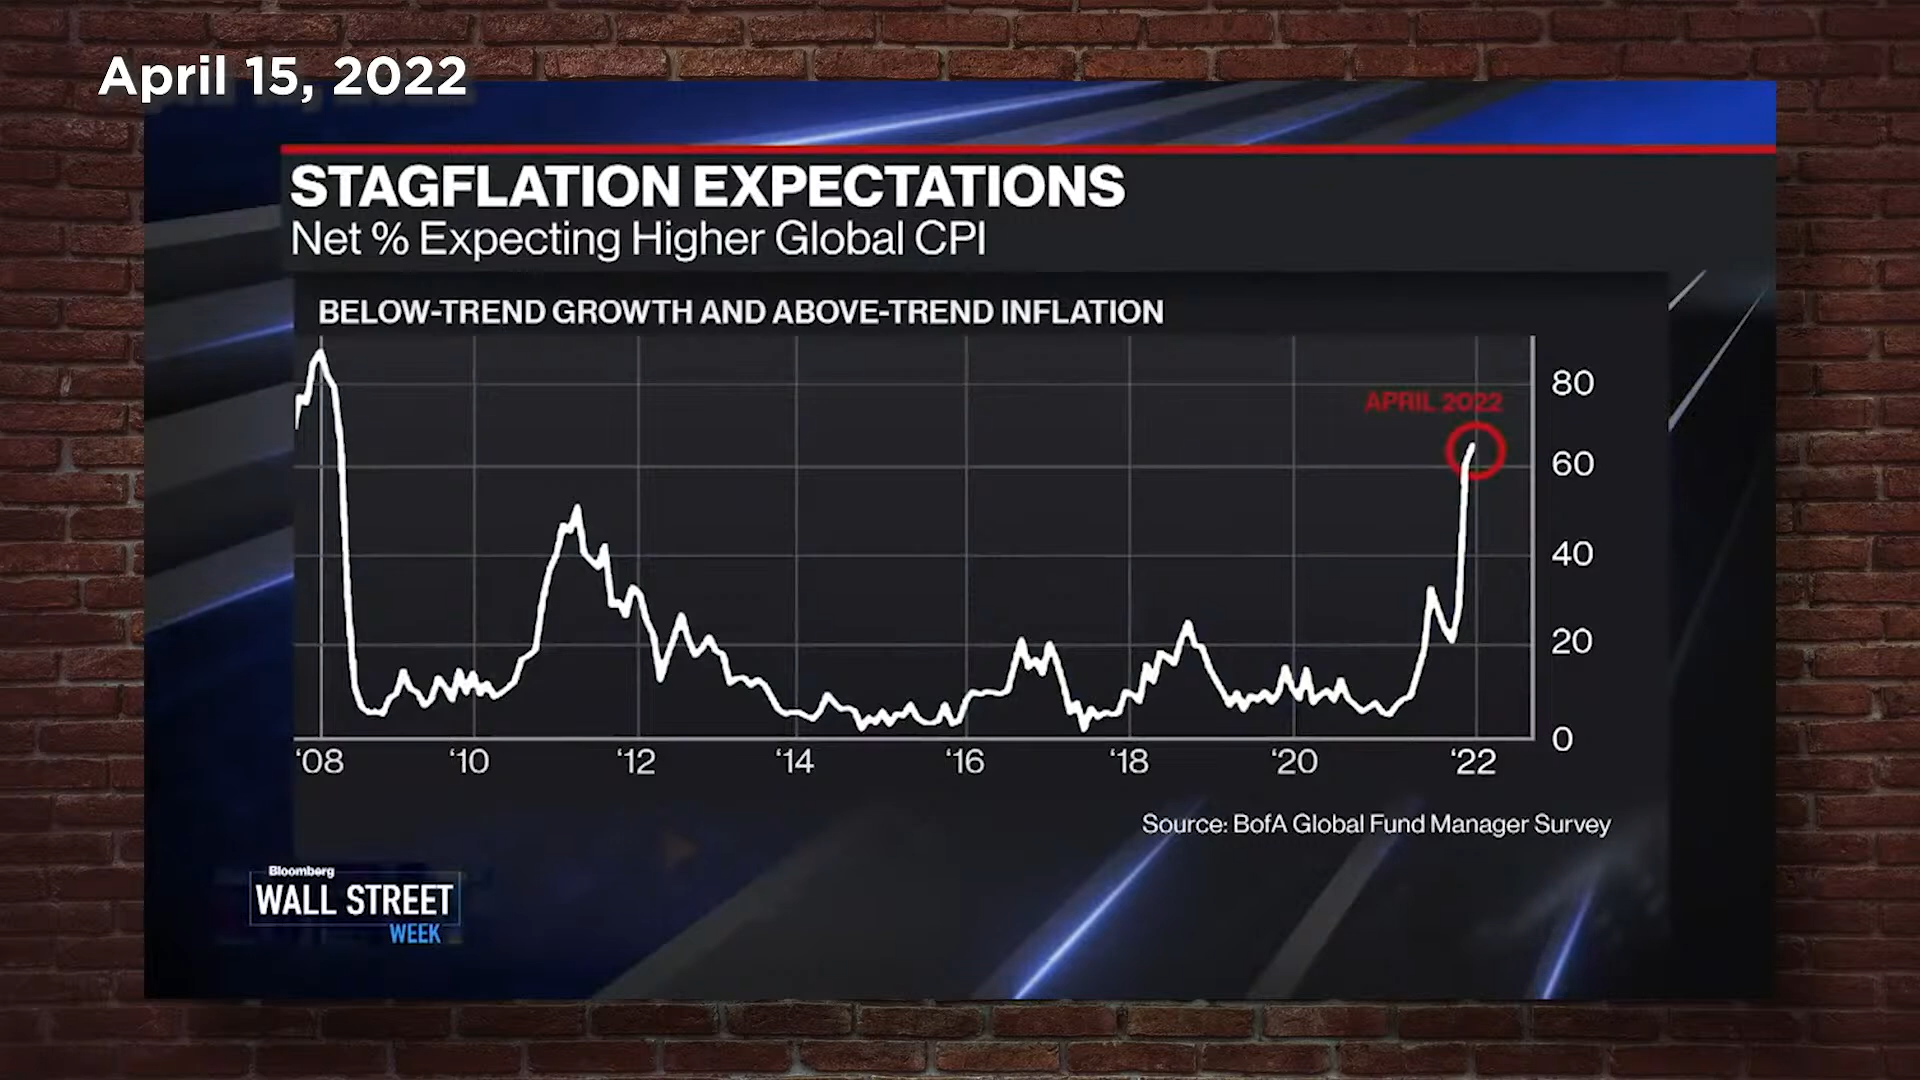 April 15, 2022
STAGFLATION EXPECTATIONS
Net % Expecting Higher Global CPI
BELOW-TREND GROWTH AND ABOVE-TREND INFLATION
APRIL 2022
80
60
40
20
0
‘08 ‘10 ‘12 ‘14 ‘16 ‘18 ‘20 ‘22
Source: BofA Global Fund Manager Survey
Bloomberg
WALL STREET
WEEK